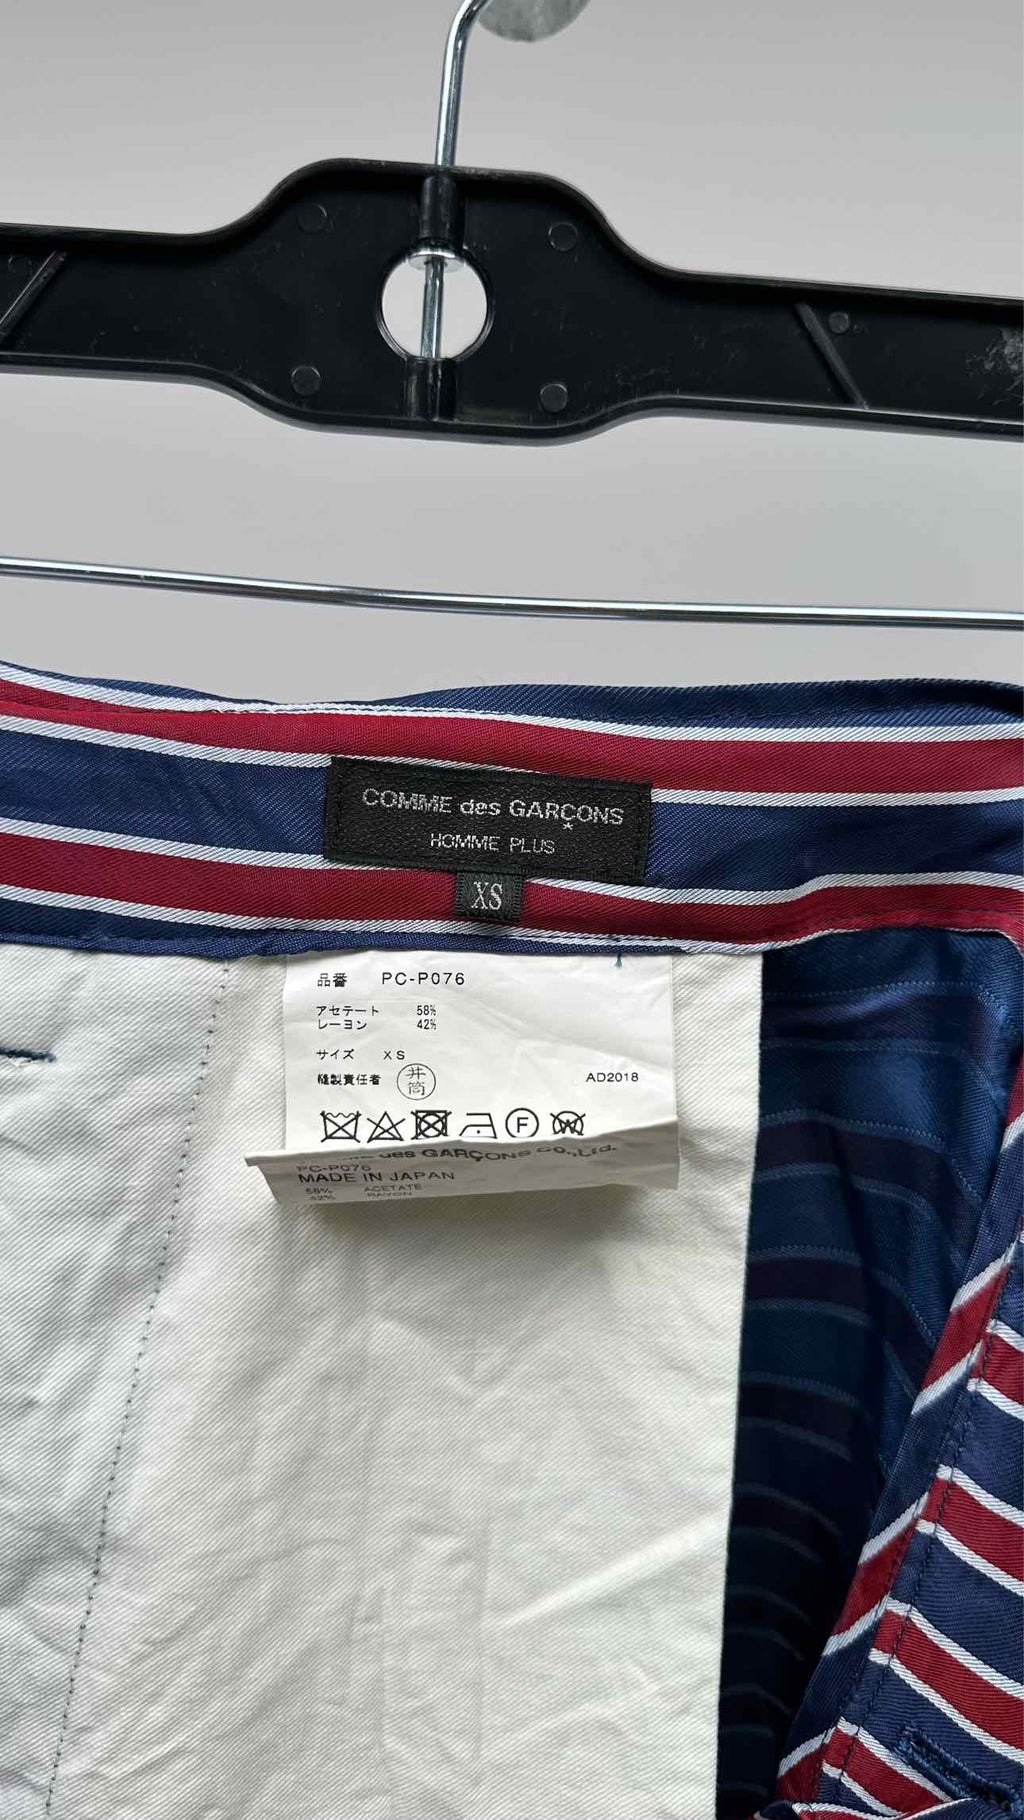 COMME des GARÇONS
HOMME PLUS
XS
品番 PC-P076
アセテート 58%
レーヨン 42%
サイズ XS
縫製責任者 井筒
AD2018
F
W
des GARÇONS Co.,Ltd.
PC-P076
MADE IN JAPAN
58% ACETATE
42% RAYON